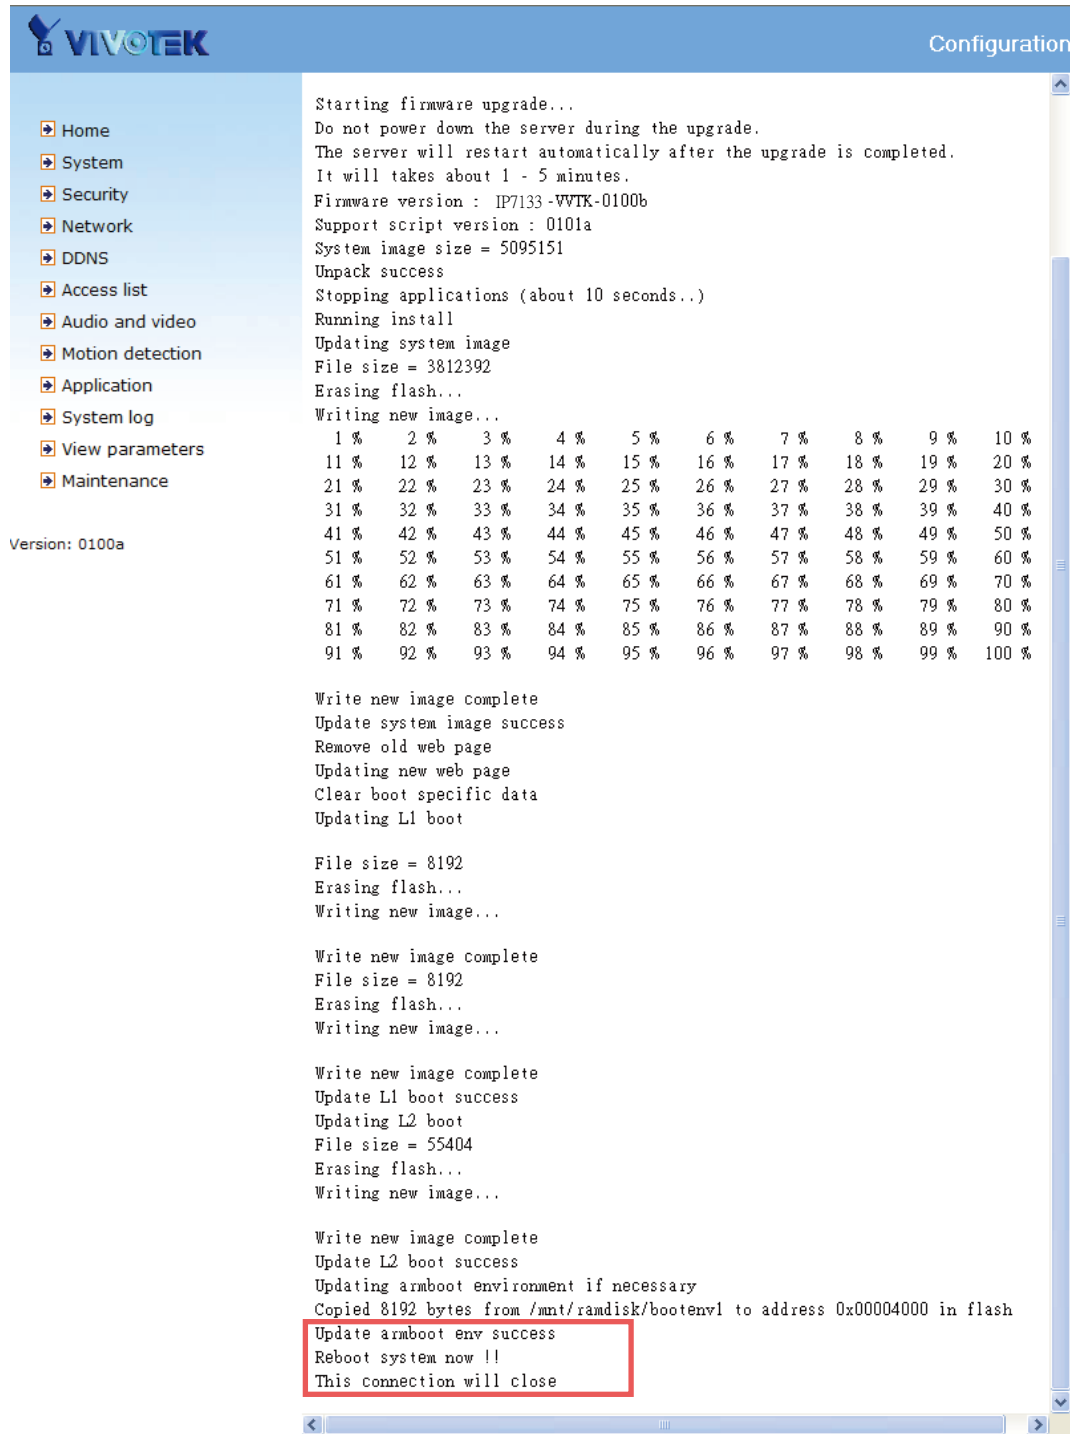 VIVOTEK
Configuration
Home
System
Security
Network
DDNS
Access list
Audio and video
Motion detection
Application
System log
View parameters
Maintenance
Version: 0100a
Starting firmware upgrade...
Do not power down the server during the upgrade.
The server will restart automatically after the upgrade is completed.
It will takes about 1 - 5 minutes.
Firmware version : IP7133-VVTK-0100b
Support script version : 0101a
System image size = 5095151
Unpack success
Stopping applications (about 10 seconds..)
Running install
Updating system image
File size = 3812392
Erasing flash...
Writing new image...
1 % 2 % 3 % 4 % 5 % 6 % 7 % 8 % 9 % 10 %
11 % 12 % 13 % 14 % 15 % 16 % 17 % 18 % 19 % 20 %
21 % 22 % 23 % 24 % 25 % 26 % 27 % 28 % 29 % 30 %
31 % 32 % 33 % 34 % 35 % 36 % 37 % 38 % 39 % 40 %
41 % 42 % 43 % 44 % 45 % 46 % 47 % 48 % 49 % 50 %
51 % 52 % 53 % 54 % 55 % 56 % 57 % 58 % 59 % 60 %
61 % 62 % 63 % 64 % 65 % 66 % 67 % 68 % 69 % 70 %
71 % 72 % 73 % 74 % 75 % 76 % 77 % 78 % 79 % 80 %
81 % 82 % 83 % 84 % 85 % 86 % 87 % 88 % 89 % 90 %
91 % 92 % 93 % 94 % 95 % 96 % 97 % 98 % 99 % 100 %
Write new image complete
Update system image success
Remove old web page
Updating new web page
Clear boot specific data
Updating L1 boot
File size = 8192
Erasing flash...
Writing new image...
Write new image complete
File size = 8192
Erasing flash...
Writing new image...
Write new image complete
Update L1 boot success
Updating L2 boot
File size = 55404
Erasing flash...
Writing new image...
Write new image complete
Update L2 boot success
Updating armboot environment if necessary
Copied 8192 bytes from /mnt/ramdisk/bootenv1 to address 0x00004000 in flash
Update armboot env success
Reboot system now !!
This connection will close